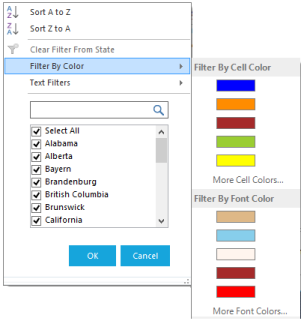 Sort A to Z
Sort Z to A
Clear Filter From State
Filter By Color
Text Filters
Select All
Alabama
Alberta
Bayern
Brandenburg
British Columbia
Brunswick
California
OK
Cancel
Filter By Cell Color
More Cell Colors...
Filter By Font Color
More Font Colors...